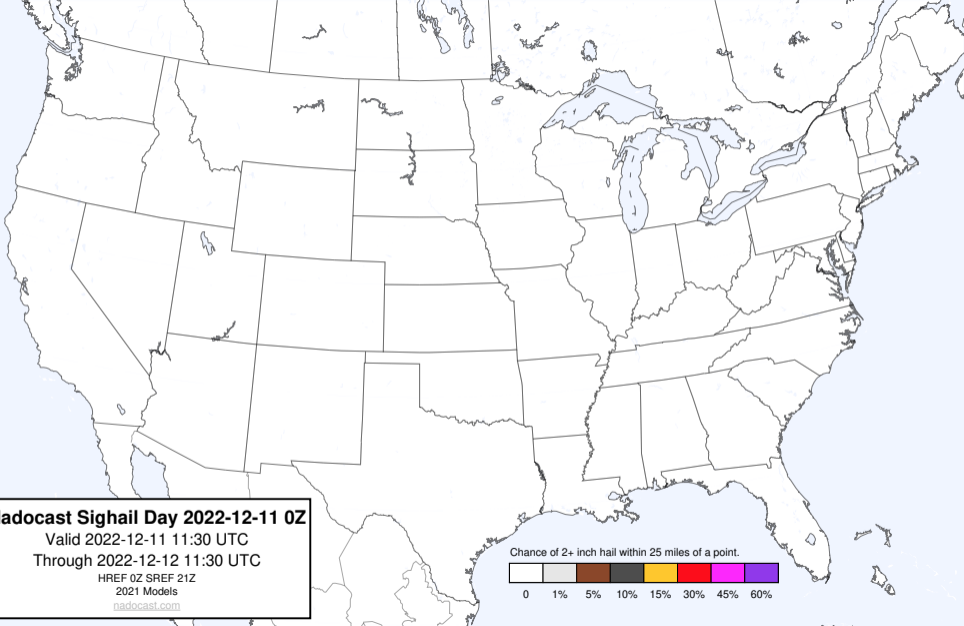 adocast Sighail Day 2022-12-11 0Z
Valid 2022-12-11 11:30 UTC
Through 2022-12-12 11:30 UTC
HREF 0Z SREF 21Z
2021 Models
nadocast.com
Chance of 2+ inch hail within 25 miles of a point.
0 1% 5% 10% 15% 30% 45% 60%